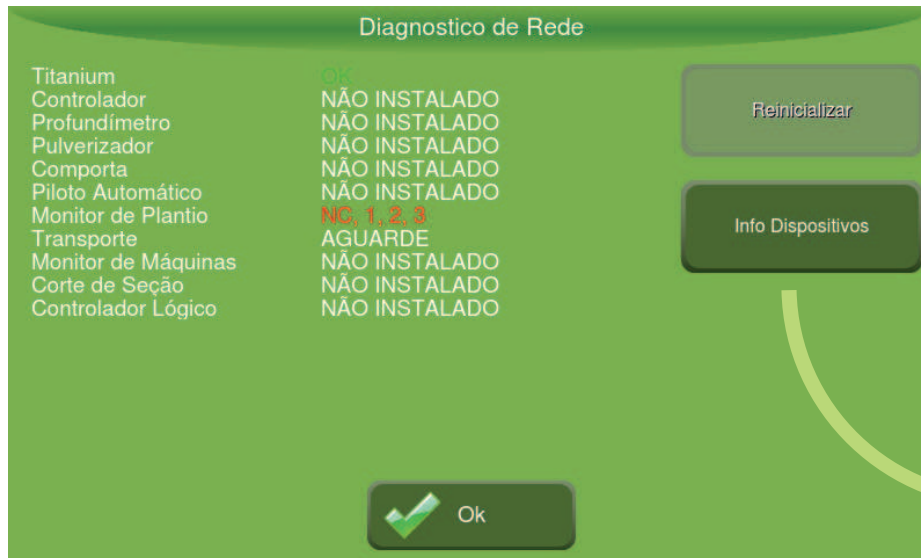 Diagnostico de Rede
Titanium OK
Controlador NÃO INSTALADO
Profundímetro NÃO INSTALADO
Pulverizador NÃO INSTALADO
Comporta NÃO INSTALADO
Piloto Automático NÃO INSTALADO
Monitor de Plantio NC, 1, 2, 3
Transporte AGUARDE
Monitor de Máquinas NÃO INSTALADO
Corte de Seção NÃO INSTALADO
Controlador Lógico NÃO INSTALADO
Reinicializar
Info Dispositivos
Ok